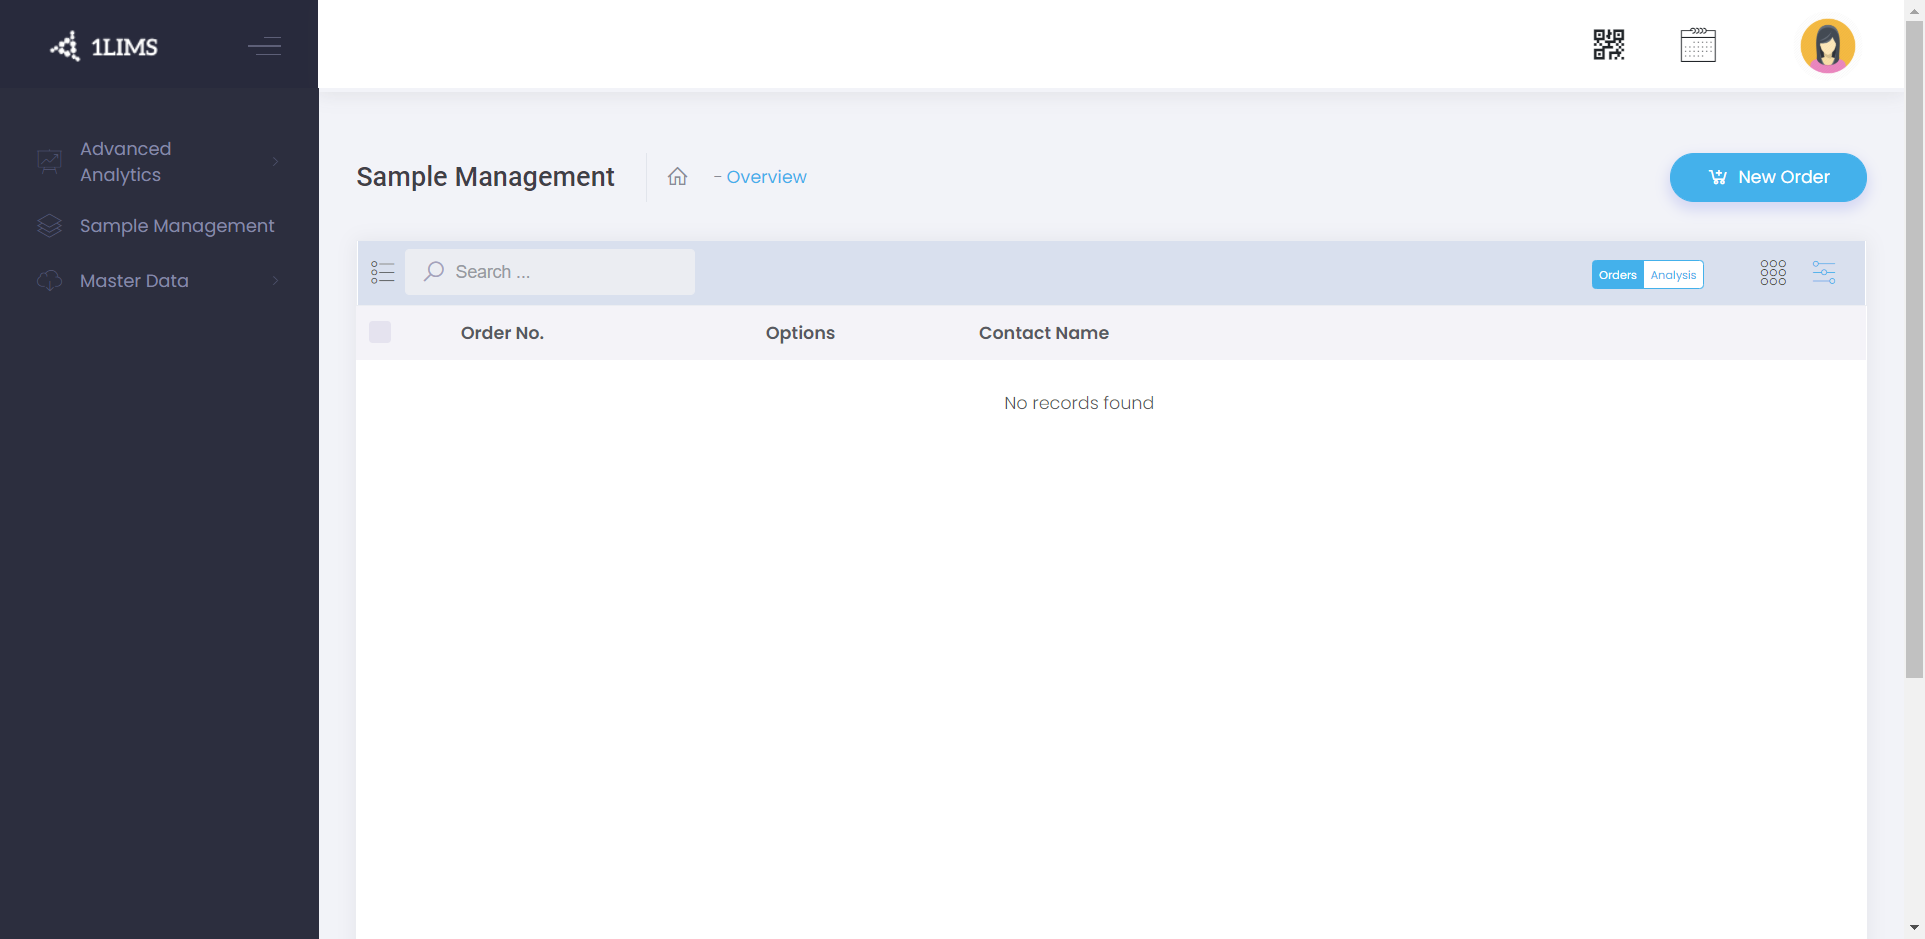 1LIMS
Advanced
Analytics
Sample Management
Master Data
Sample Management
- Overview
New Order
Search ...
Orders
Analysis
Order No.
Options
Contact Name
No records found